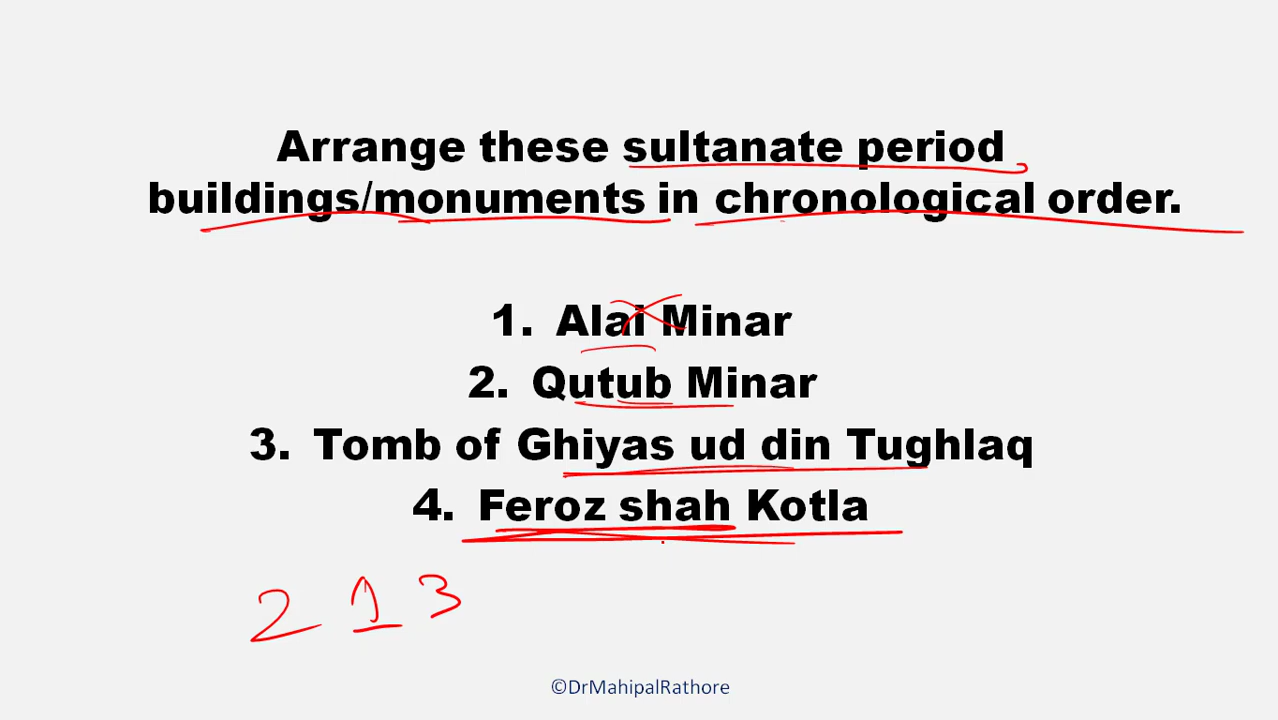 Arrange these sultanate period
buildings/monuments in chronological order.
1. Alai Minar
2. Qutub Minar
3. Tomb of Ghiyas ud din Tughlaq
4. Feroz shah Kotla
2 1 3
©DrMahipalRathore